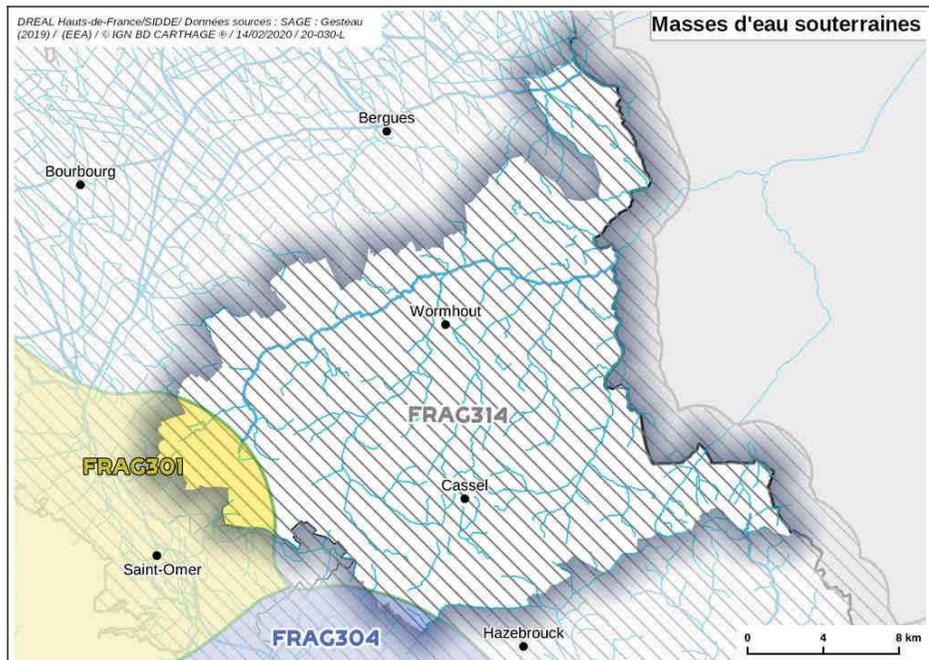 DREAL Hauts-de-France/SIDDE/ Données sources : SAGE : Gesteau
(2019) / (EEA) / © IGN BD CARTHAGE ® / 14/02/2020 / 20-030-L
Masses d'eau souterraines
Bergues
Bourbourg
Wormhout
FRAG314
FRAG301
Cassel
Saint-Omer
FRAG304
Hazebrouck
0 4 8 km